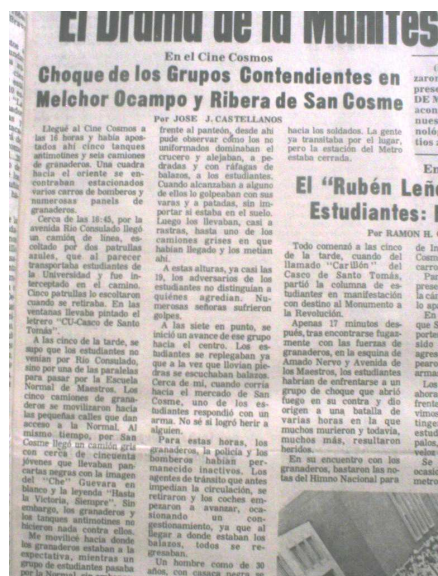 El Drama de la Manifes
En el Cine Cosmos
Choque de los Grupos Contendientes en
Melchor Ocampo y Ribera de San Cosme
Por JOSE J. CASTELLANOS
Llegué al Cine Cosmos a
las 16 horas y había apos-
tados ahí cinco tanques
antimotines y seis camiones
de granaderos. Una cuadra
hacia el oriente se en-
contraban estacionados
varios carros de bomberos y
numerosas panels de
granaderos.
Cerca de las 16:45, por la
avenida Río Consulado llegó
un camión de línea, es-
coltado por dos patrullas
azules, que al parecer
transportaba estudiantes de
la Universidad y fue in-
terceptado en el camino.
Cinco patrullas lo escoltaron
cuando se retiraba. En las
ventanas llevaba pintado el
letrero "CU-Casco de Santo
Tomás".
A las cinco de la tarde, se
supo que los estudiantes no
venían por Río Consulado,
sino por una de las paralelas
para pasar por la Escuela
Normal de Maestros. Los
cinco camiones de grana-
deros se movilizaron hacia
las pequeñas calles que dan
acceso a la Normal. Al
mismo tiempo, por San
Cosme llegó un camión gris
con cerca de cincuenta
jóvenes que llevaban pan-
cartas negras con la imagen
del "Che" Guevara en
blanco y la leyenda "Hasta
la Victoria, Siempre". Sin
embargo, los granaderos y
los tanques antimotines no
hicieron nada contra ellos.
Me movilicé hacia donde
los granaderos estaban a la
expectativa, mientras un
grupo de estudiantes pasaba
frente al panteón, desde ahí
pude observar cómo los no
uniformados dominaban el
crucero y alejaban, a pe-
dradas y con ráfagas de
balazos, a los estudiantes.
Cuando alcanzaban a alguno
de ellos lo golpeaban con sus
varas y a patadas, sin impor-
tar si estaba en el suelo.
Luego los llevaban, casi a
rastras, hasta uno de los
camiones grises en que
habían llegado y los metían
ahí.
A estas alturas, ya casi las
19, los adversarios de los
estudiantes no distinguían a
quiénes agredían. Nu-
merosas señoras sufrieron
golpes.
A las siete en punto, se
inició un avance de ese grupo
hacia el centro. Los es-
tudiantes se replegaban ya
que a la vez que llovían pie-
dras se escuchaban balazos.
Cerca de mí, cuando corría
hacia el mercado de San
Cosme, uno de los es-
tudiantes respondió con un
arma. No sé si logró herir a
alguien.
Para estas horas, los
granaderos, la policía y los
bomberos habían per-
manecido inactivos. Los
agentes de tránsito que antes
impedían la circulación, se
retiraron y los coches em-
pezaron a avanzar, oca-
sionando un con-
gestionamiento, ya que al
llegar a donde estaban los
balazos, todos se re-
gresaban.
Un hombre como de 30
años, con casaca negra
hacia los soldados. La gente
ya transitaba por el lugar,
pero la estación del Metro
estaba cerrada.
El "Rubén Leñ
Estudiantes:
Por RAMON H.
Todo comenzó a las cinco
de la tarde, cuando del
llamado "Carillón" del
Casco de Santo Tomás,
partió la columna de es-
tudiantes en manifestación
con destino al Monumento a
la Revolución.
Apenas 17 minutos des-
pués, tras encontrarse fugaz-
mente con las fuerzas de
granaderos, en la esquina de
Amado Nervo y Avenida de
los Maestros, los estudiantes
habrían de enfrentarse a un
grupo de choque que abrió
fuego en su contra y dio
origen a una batalla de
varias horas en la que
muchos murieron y todavía,
muchos más, resultaron
heridos.
En su encuentro con los
granaderos, bastaron las no-
tas del Himno Nacional para